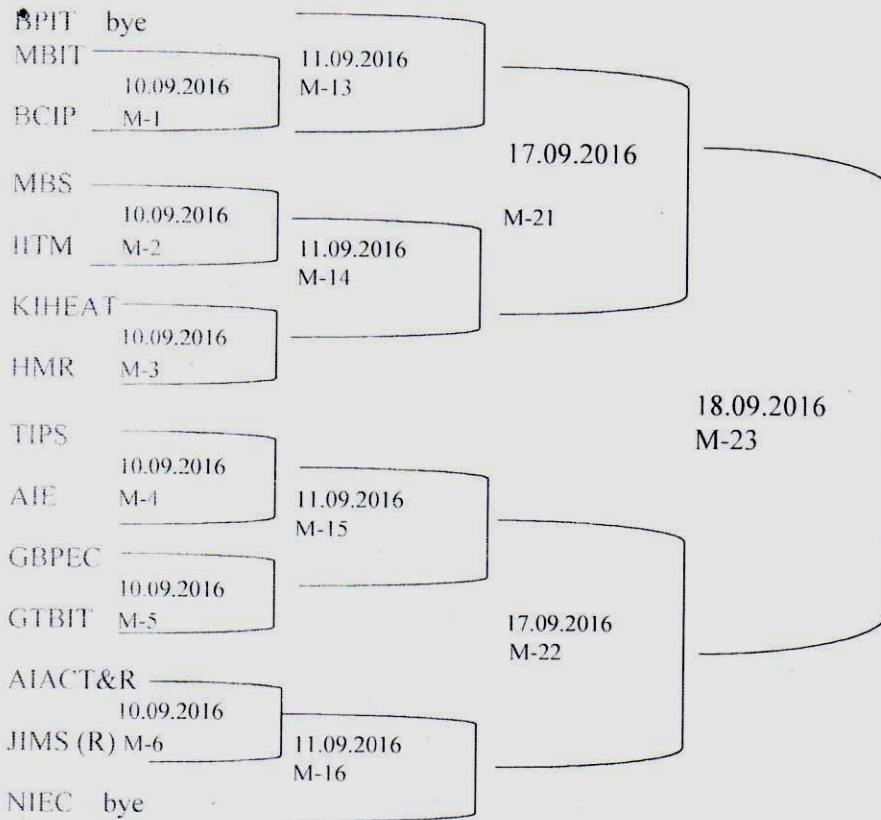 BPIT bye
MBIT
10.09.2016
M-1
BCIP
11.09.2016
M-13
MBS
10.09.2016
M-2
IITM
11.09.2016
M-14
KIHEAT
10.09.2016
M-3
HMR
17.09.2016
M-21
TIPS
10.09.2016
M-4
AIE
11.09.2016
M-15
GBPEC
10.09.2016
M-5
GTBIT
17.09.2016
M-22
AIACT&R
10.09.2016
JIMS (R) M-6
11.09.2016
M-16
NIEC bye
18.09.2016
M-23